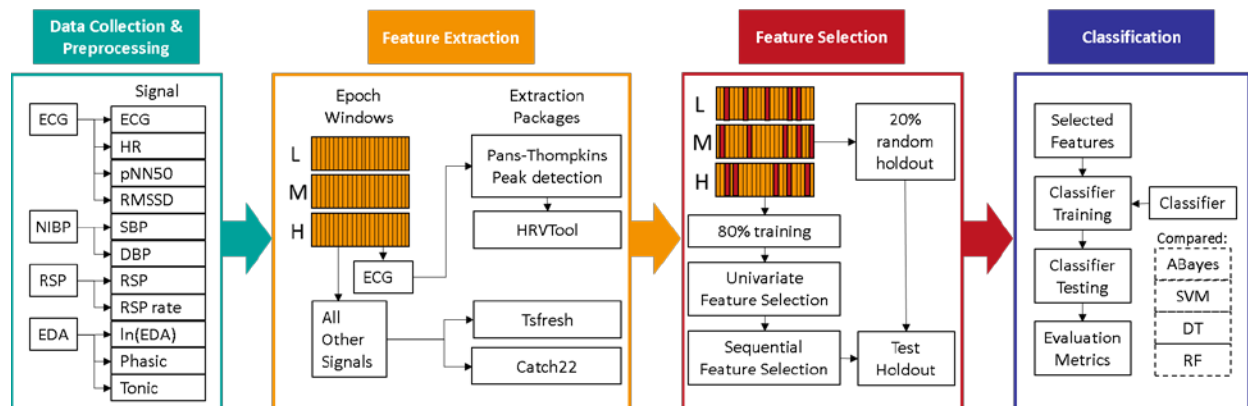 Data Collection &
Preprocessing
Signal
ECG
ECG
HR
pNN50
RMSSD
NIBP
SBP
DBP
RSP
RSP
RSP rate
EDA
ln(EDA)
Phasic
Tonic
Feature Extraction
Epoch
Windows
L
M
H
ECG
All
Other
Signals
Extraction
Packages
Pans-Thompkins
Peak detection
HRVTool
Tsfresh
Catch22
Feature Selection
L
M
H
20%
random
holdout
80% training
Univariate
Feature Selection
Sequential
Feature Selection
Test
Holdout
Classification
Selected
Features
Classifier
Training
Classifier
Classifier
Testing
Evaluation
Metrics
Compared:
ABayes
SVM
DT
RF